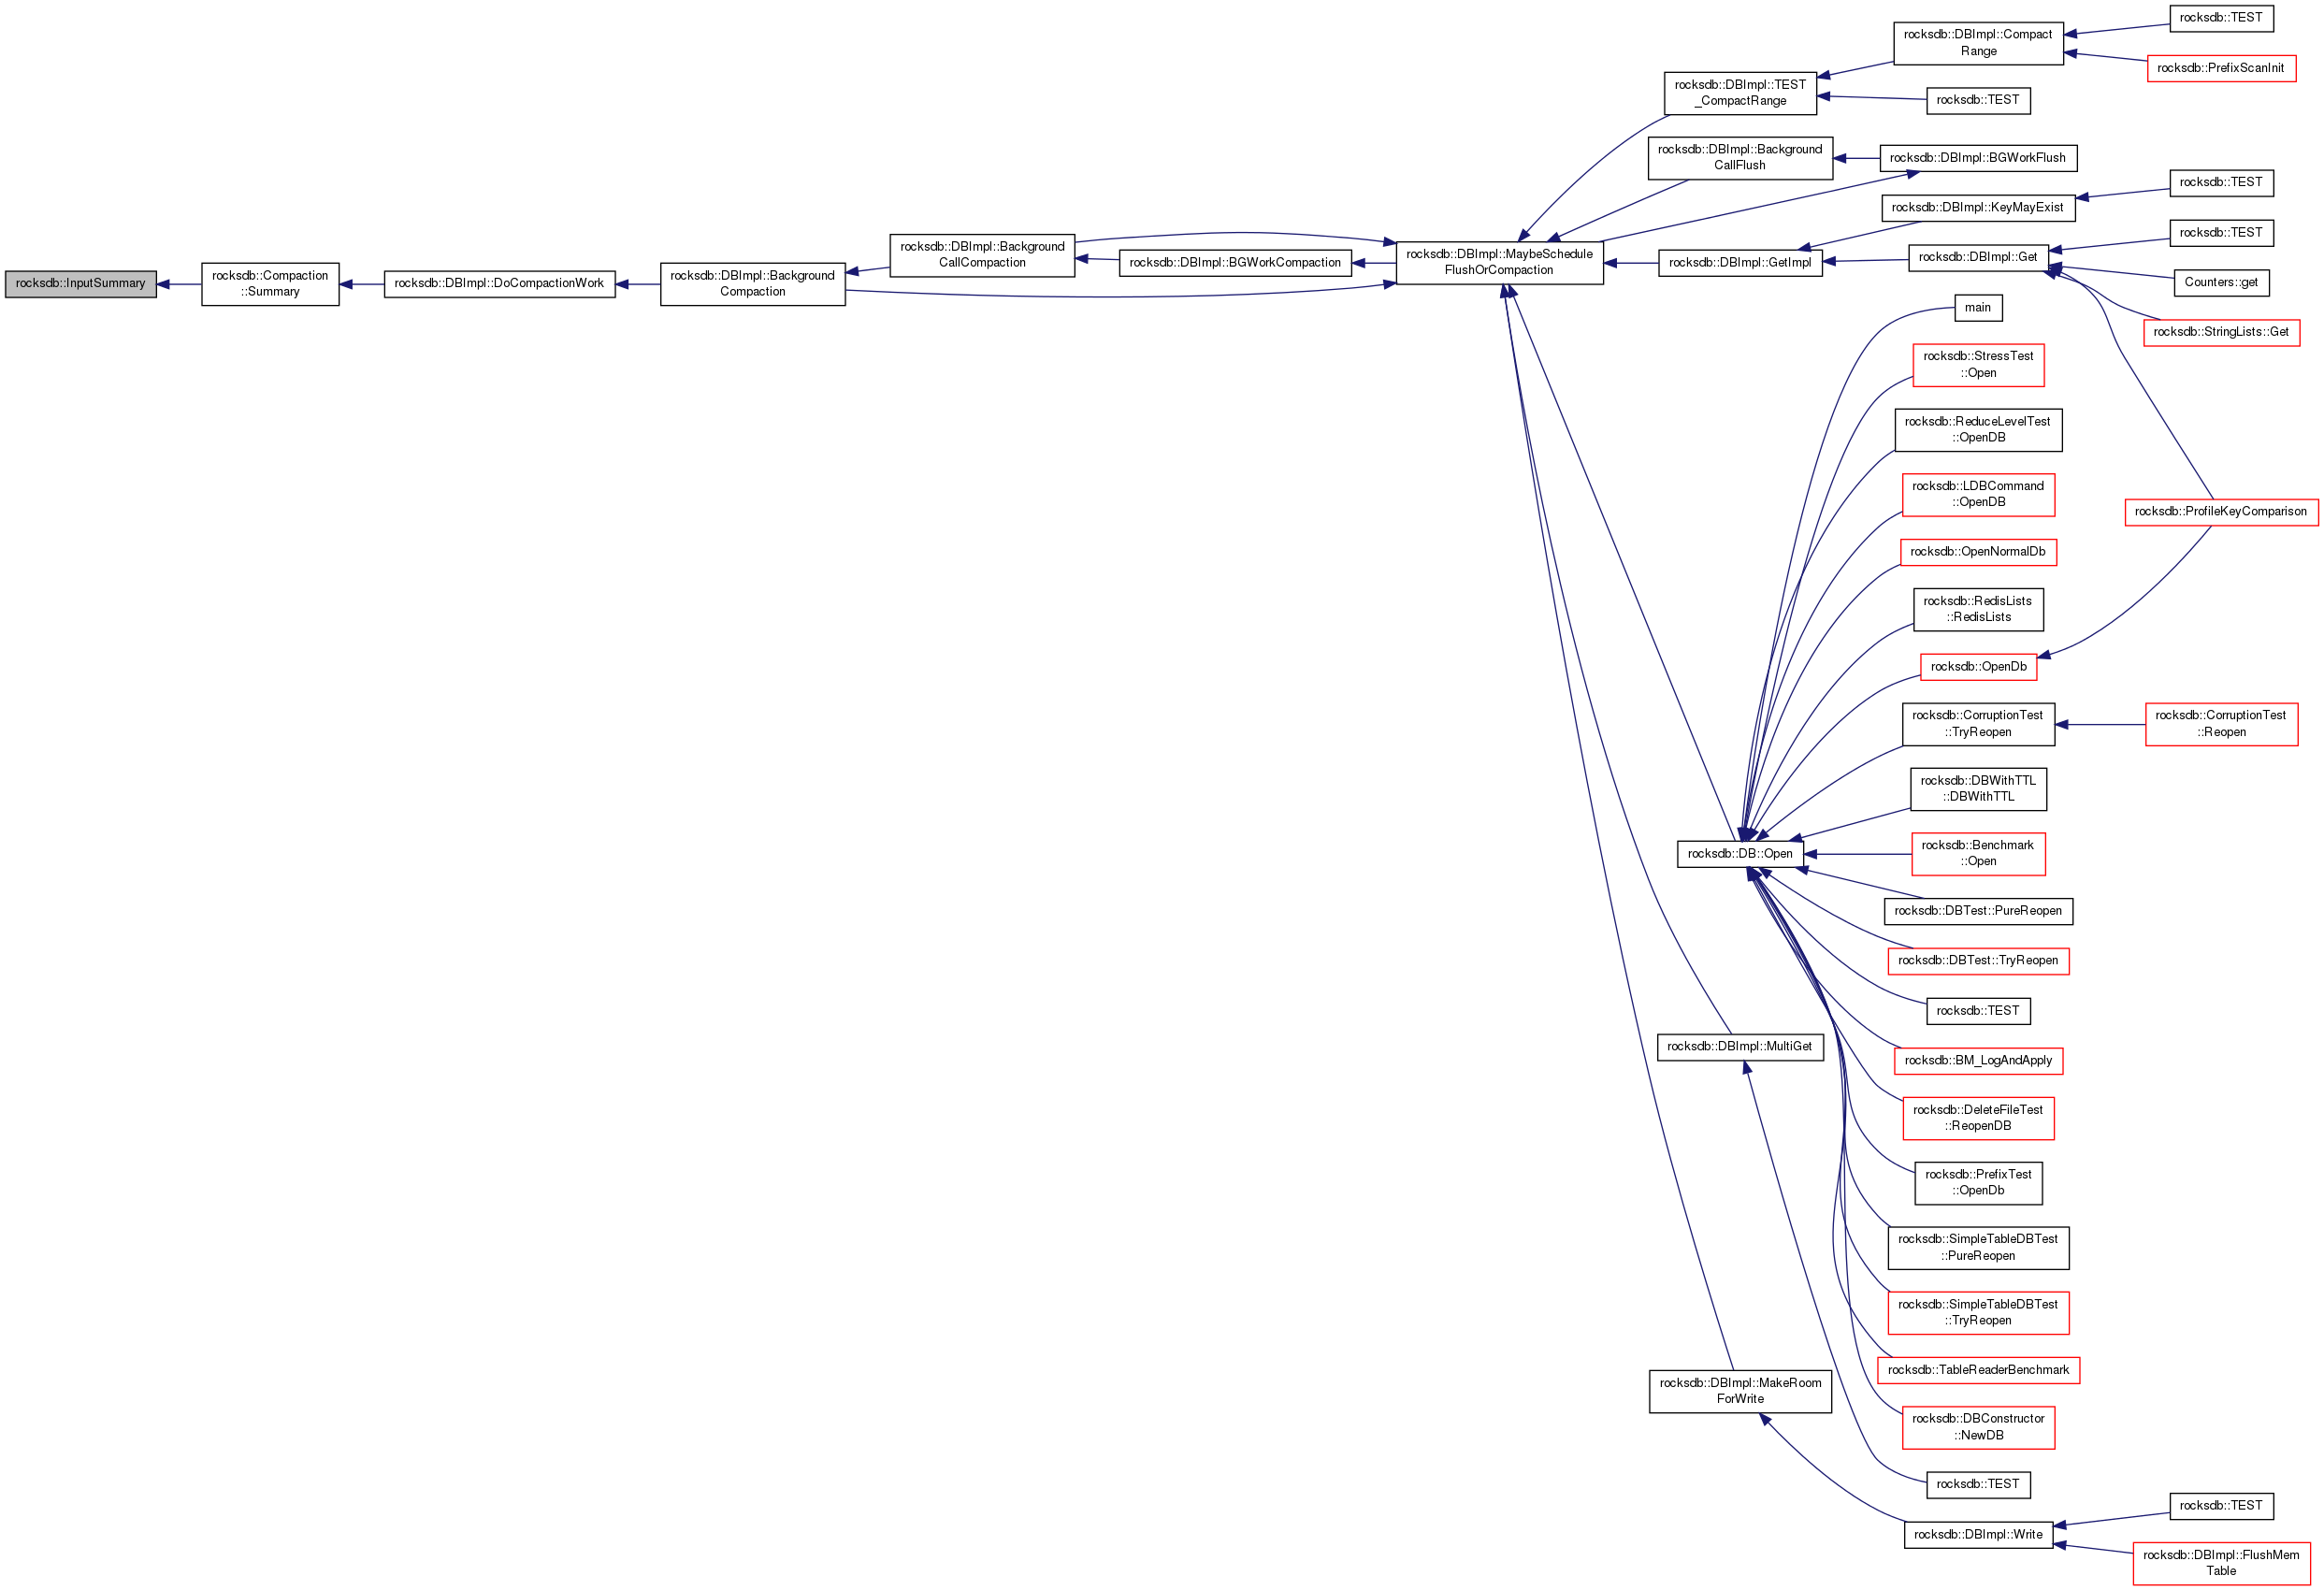 rocksdb::InputSummary
rocksdb::Compaction
::Summary
rocksdb::DBImpl::DoCompactionWork
rocksdb::DBImpl::Background
Compaction
rocksdb::DBImpl::Background
CallCompaction
rocksdb::DBImpl::BGWorkCompaction
rocksdb::DBImpl::MaybeSchedule
FlushOrCompaction
rocksdb::DBImpl::TEST
_CompactRange
rocksdb::DBImpl::Compact
Range
rocksdb::TEST
rocksdb::PrefixScanInit
rocksdb::TEST
rocksdb::DBImpl::Background
CallFlush
rocksdb::DBImpl::BGWorkFlush
rocksdb::DBImpl::GetImpl
rocksdb::DBImpl::KeyMayExist
rocksdb::TEST
rocksdb::DBImpl::Get
rocksdb::TEST
Counters::get
rocksdb::StringLists::Get
rocksdb::ProfileKeyComparison
rocksdb::DB::Open
main
rocksdb::StressTest
::Open
rocksdb::ReduceLevelTest
::OpenDB
rocksdb::LDBCommand
::OpenDB
rocksdb::OpenNormalDb
rocksdb::RedisLists
::RedisLists
rocksdb::OpenDb
rocksdb::CorruptionTest
::TryReopen
rocksdb::CorruptionTest
::Reopen
rocksdb::DBWithTTL
::DBWithTTL
rocksdb::Benchmark
::Open
rocksdb::DBTest::PureReopen
rocksdb::DBTest::TryReopen
rocksdb::TEST
rocksdb::BM_LogAndApply
rocksdb::DeleteFileTest
::ReopenDB
rocksdb::PrefixTest
::OpenDb
rocksdb::SimpleTableDBTest
::PureReopen
rocksdb::SimpleTableDBTest
::TryReopen
rocksdb::TableReaderBenchmark
rocksdb::DBConstructor
::NewDB
rocksdb::DBImpl::MultiGet
rocksdb::TEST
rocksdb::DBImpl::MakeRoom
ForWrite
rocksdb::DBImpl::Write
rocksdb::TEST
rocksdb::DBImpl::FlushMem
Table